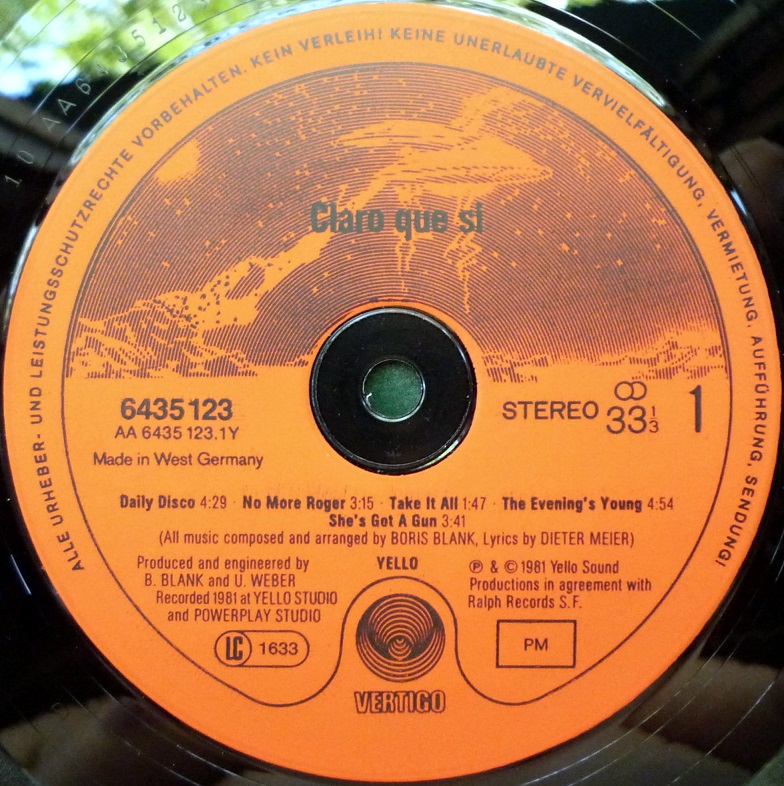 ALLE URHEBER- UND LEISTUNGSSCHUTZRECHTE VORBEHALTEN. KEIN VERLEIH! KEINE UNERLAUBTE VERVIELFÄLTIGUNG, VERMIETUNG, AUFFÜHRUNG, SENDUNG!
Claro que si
6435 123
AA 6435 123.1Y
Made in West Germany
STEREO 33 1/3 1
Daily Disco 4:29 · No More Roger 3:15 · Take It All 1:47 · The Evening's Young 4:54
She's Got A Gun 3:41
(All music composed and arranged by BORIS BLANK, Lyrics by DIETER MEIER)
YELLO
Produced and engineered by
B. BLANK and U. WEBER
Recorded 1981 at YELLO STUDIO
and POWERPLAY STUDIO
℗ & © 1981 Yello Sound
Productions in agreement with
Ralph Records S.F.
LC 1633
PM
VERTIGO